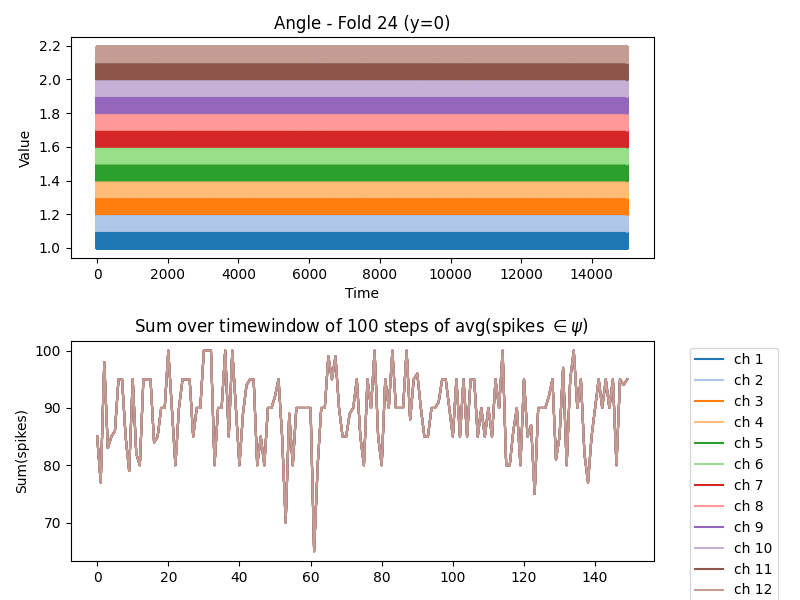 Angle - Fold 24 (y=0)
Value
2.2
2.0
1.8
1.6
1.4
1.2
1.0
0 2000 4000 6000 8000 10000 12000 14000
Time
Sum over timewindow of 100 steps of avg(spikes ∈ψ)
Sum(spikes)
100
90
80
70
0 20 40 60 80 100 120 140
ch 1
ch 2
ch 3
ch 4
ch 5
ch 6
ch 7
ch 8
ch 9
ch 10
ch 11
ch 12